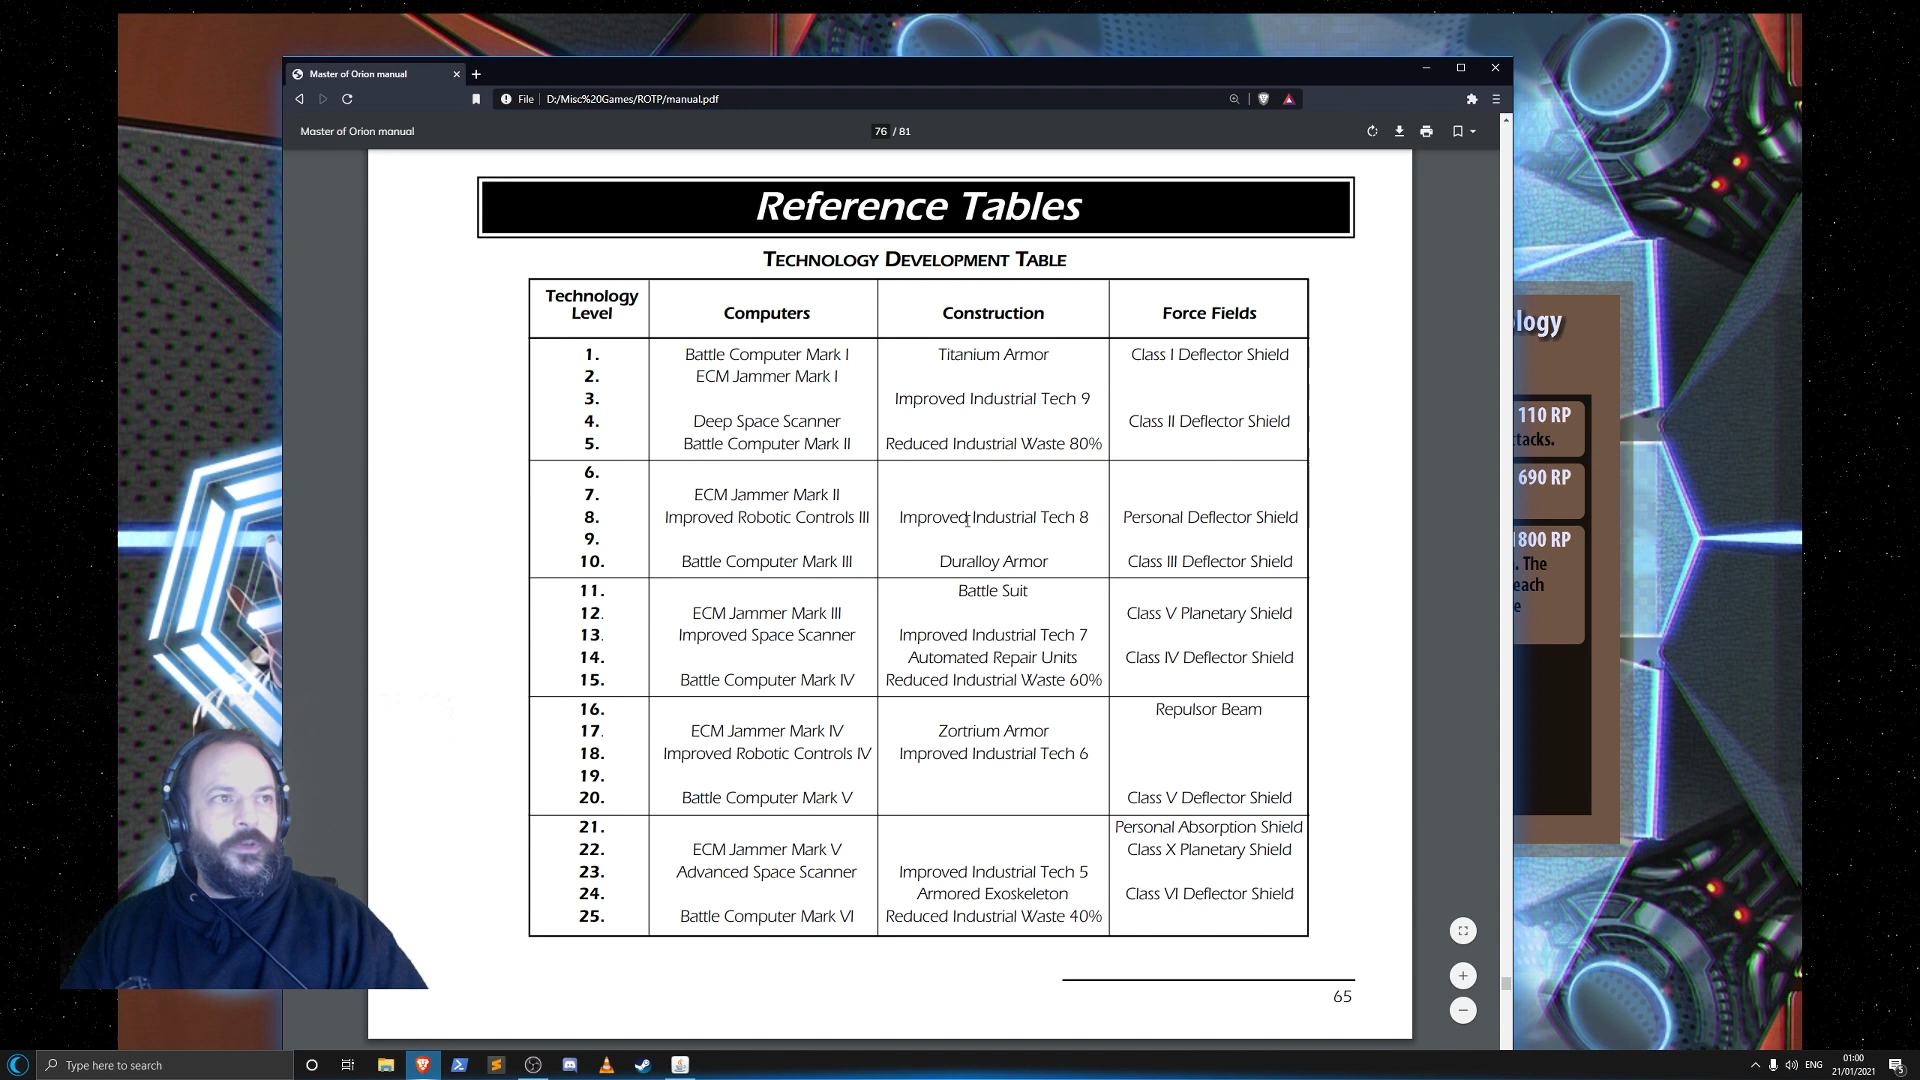 Master of Orion manual
File D:/Misc%20Games/ROTP/manual.pdf
Master of Orion manual
76 / 81
Reference Tables
TECHNOLOGY DEVELOPMENT TABLE
Technology Level Computers Construction Force Fields
1. Battle Computer Mark I Titanium Armor Class I Deflector Shield
2. ECM Jammer Mark I
3. Improved Industrial Tech 9
4. Deep Space Scanner Class II Deflector Shield
5. Battle Computer Mark II Reduced Industrial Waste 80%
6.
7. ECM Jammer Mark II
8. Improved Robotic Controls III Improved Industrial Tech 8 Personal Deflector Shield
9.
10. Battle Computer Mark III Duralloy Armor Class III Deflector Shield
11. Battle Suit
12. ECM Jammer Mark III Class V Planetary Shield
13. Improved Space Scanner Improved Industrial Tech 7
14. Automated Repair Units Class IV Deflector Shield
15. Battle Computer Mark IV Reduced Industrial Waste 60%
16. Repulsor Beam
17. ECM Jammer Mark IV Zortrium Armor
18. Improved Robotic Controls IV Improved Industrial Tech 6
19.
20. Battle Computer Mark V Class V Deflector Shield
21. Personal Absorption Shield
22. ECM Jammer Mark V Class X Planetary Shield
23. Advanced Space Scanner Improved Industrial Tech 5
24. Armored Exoskeleton Class VI Deflector Shield
25. Battle Computer Mark VI Reduced Industrial Waste 40%
65
logy
110 RP
ttacks.
690 RP
1800 RP
. The
each
e
Type here to search
ENG
01:00
21/01/2021
5